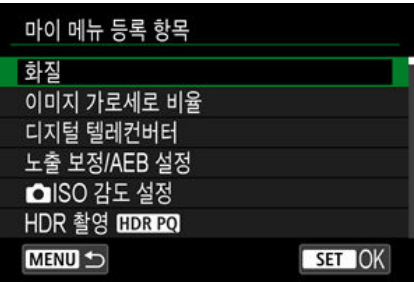 마이 메뉴 등록 항목
화질
이미지 가로세로 비율
디지털 텔레컨버터
노출 보정/AEB 설정
ISO 감도 설정
HDR 촬영 HDR PQ
MENU SET OK